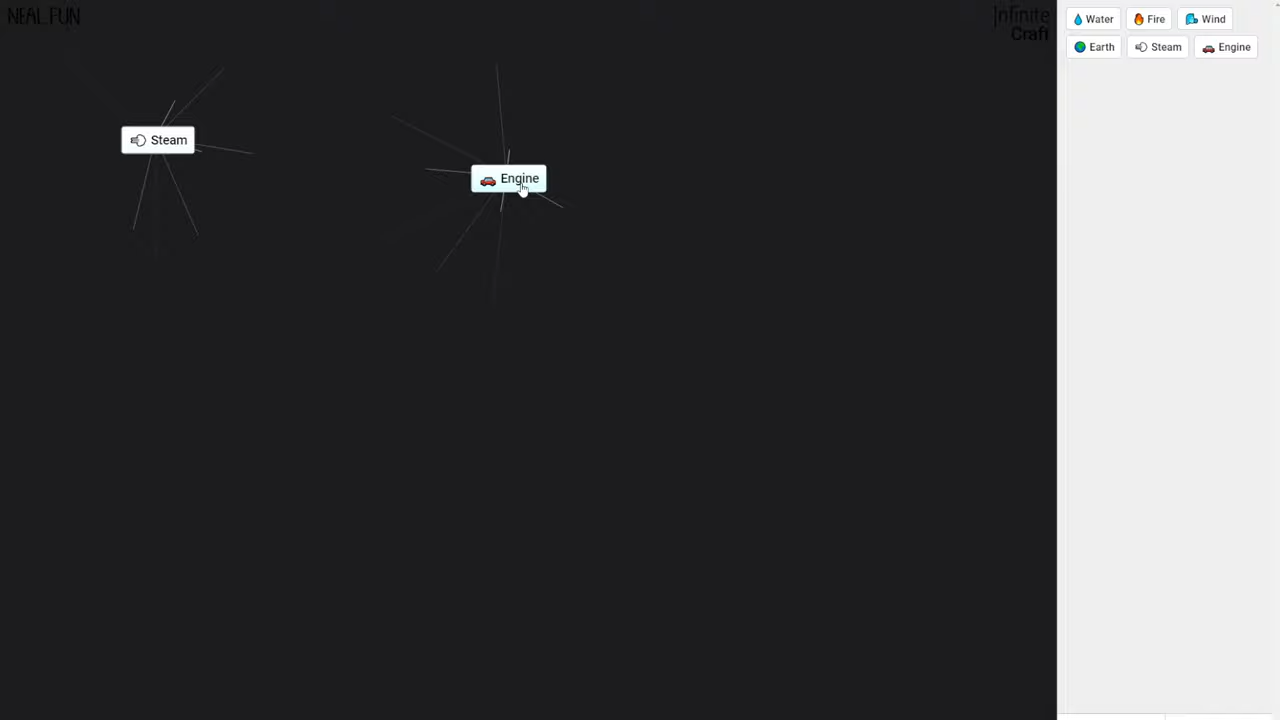 NEAL.FUN
Infinite
Craft
Water
Fire
Wind
Earth
Steam
Engine
Steam
Engine